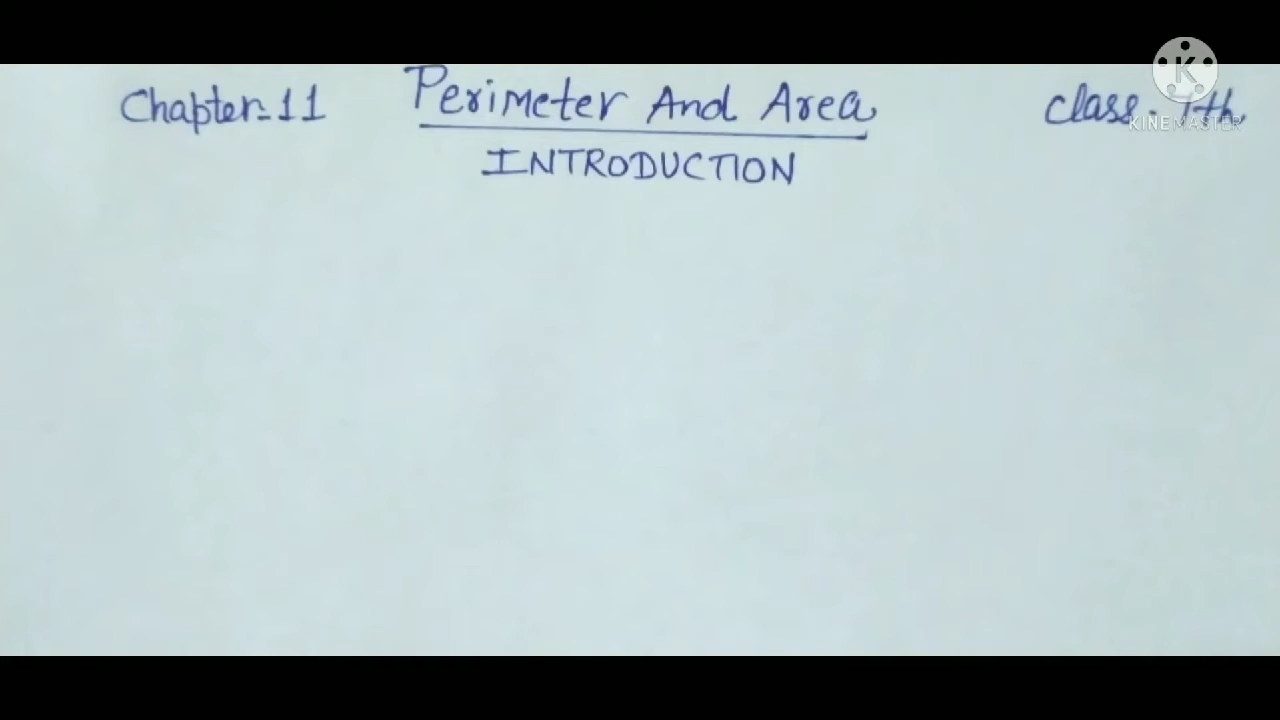 Chapter-11 Perimeter And Area class-7th
INTRODUCTION
K
KINEMASTER